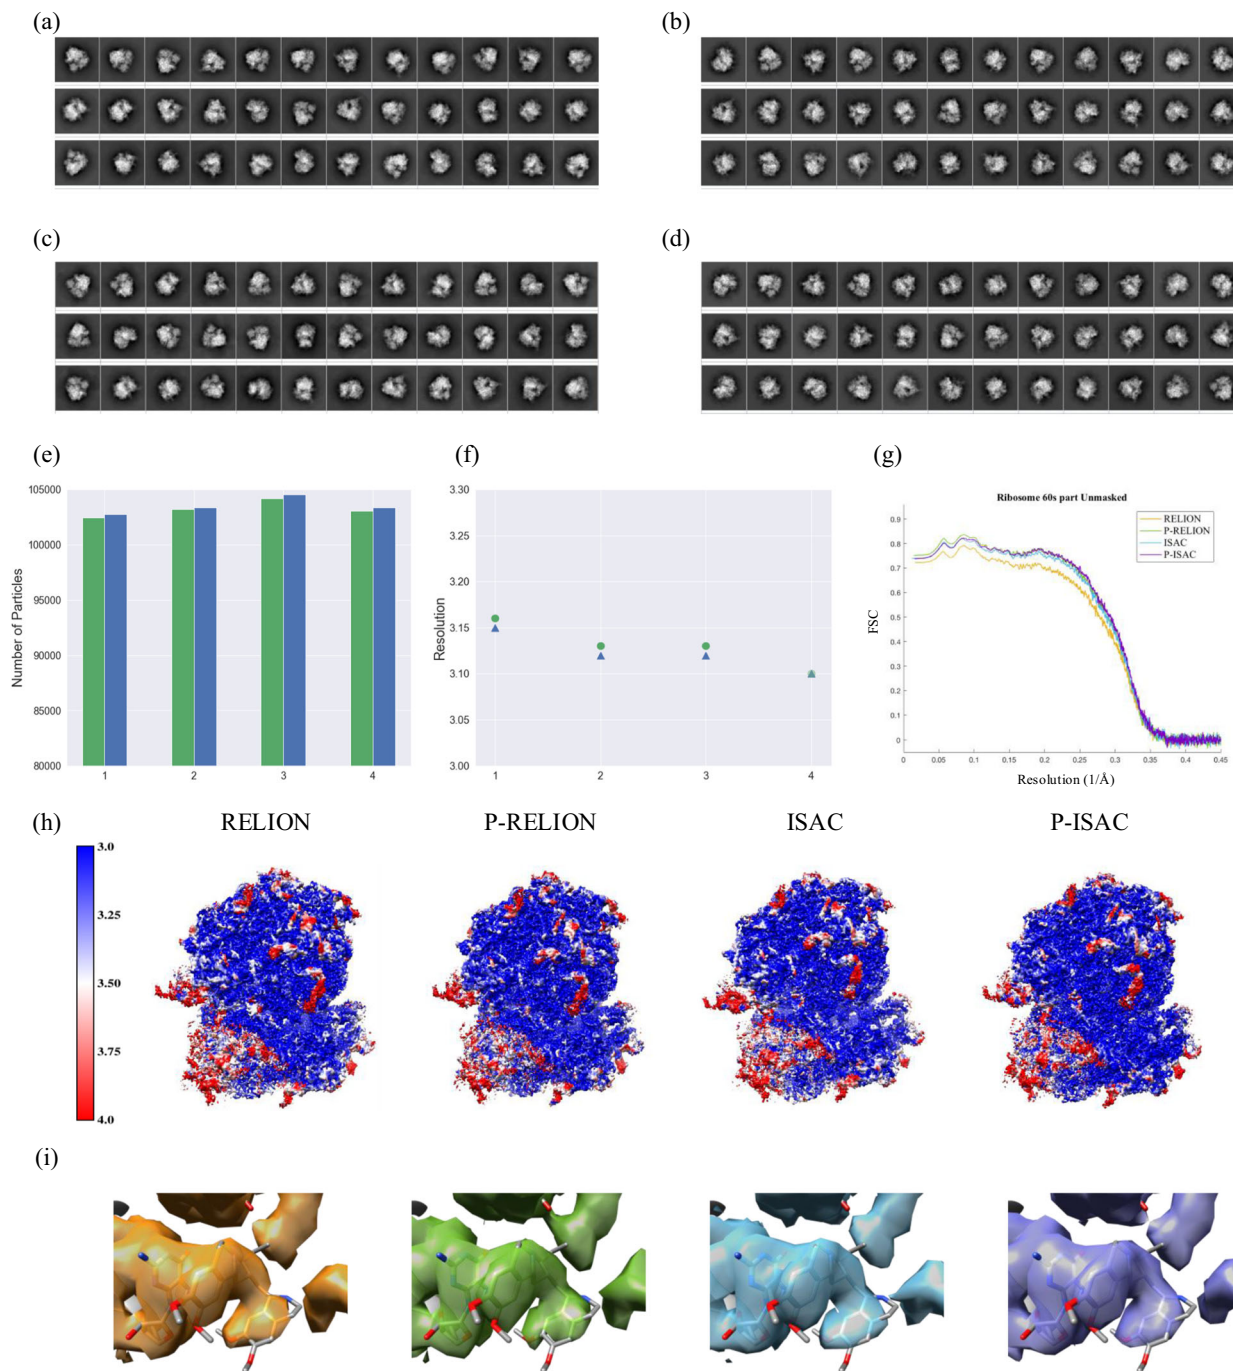 (a)
(b)
(c)
(d)
(e)
(f)
(g)
105000
100000
95000
90000
85000
80000
Number of Particles
1
2
3
4
3.30
3.25
3.20
3.15
3.10
3.05
3.00
Resolution
1
2
3
4
Ribosome 60s part Unmasked
RELION
P-RELION
ISAC
P-ISAC
0.9
0.8
0.7
0.6
0.5
0.4
0.3
0.2
0.1
0
FSC
0
0.05
0.1
0.15
0.2
0.25
0.3
0.35
0.4
0.45
Resolution (1/Å)
(h)
RELION
P-RELION
ISAC
P-ISAC
3.0
3.25
3.50
3.75
4.0
(i)